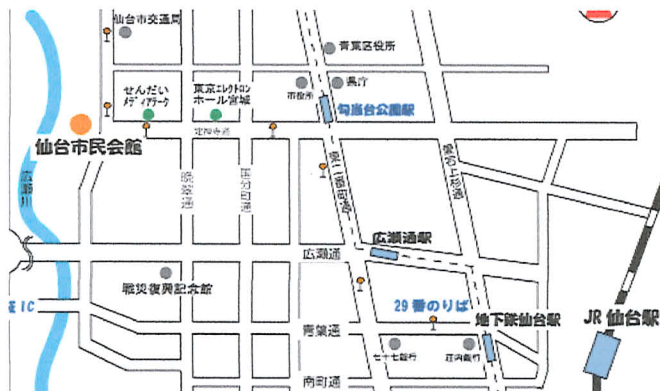 仙台市交通局
青葉区役所
せんだい
メディアテーク
東京エレクトロン
ホール宮城
市役所
県庁
勾当台公園駅
仙台市民会館
定禅寺通
広瀬川
晩翠通
国分町通
東二番丁通
愛宕上杉通
広瀬通
広瀬通駅
戦災復興記念館
IC
29番のりば
地下鉄仙台駅
JR仙台駅
青葉通
七十七銀行
荘内銀行
南町通